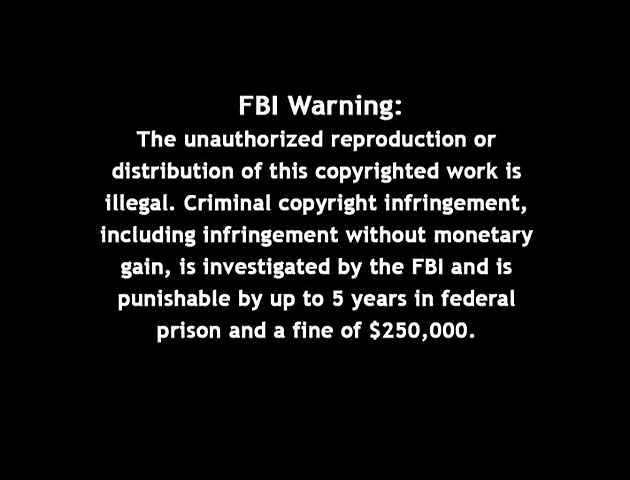 FBI Warning:
The unauthorized reproduction or
distribution of this copyrighted work is
illegal. Criminal copyright infringement,
including infringement without monetary
gain, is investigated by the FBI and is
punishable by up to 5 years in federal
prison and a fine of $250,000.